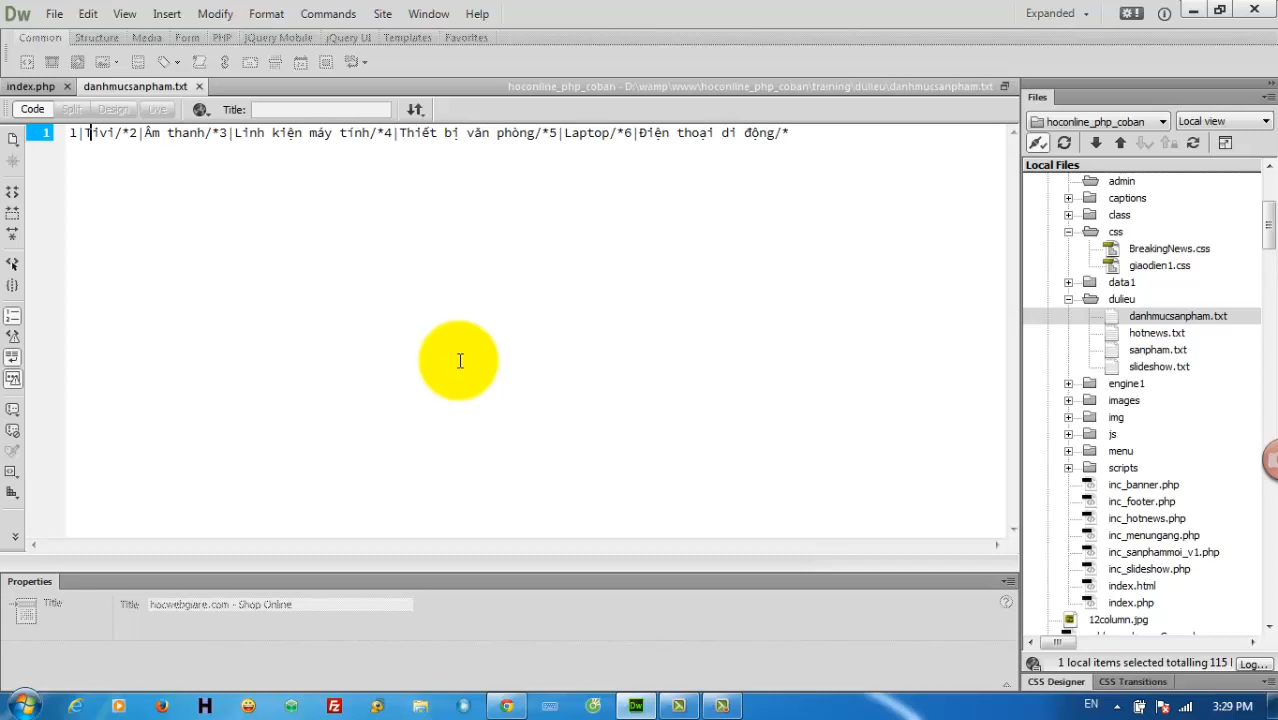 Dw File Edit View Insert Modify Format Commands Site Window Help Expanded
Common Structure Media Form PHP jQuery Mobile jQuery UI Templates Favorites
index.php danhmucsanpham.txt hoconline_php_coban - D:\wamp\www\hoconline_php_coban\training\dulieu\danhmucsanpham.txt
Code Split Design Live Title:
1 1|Tivi/*2|Âm thanh/*3|Linh kiện máy tính/*4|Thiết bị văn phòng/*5|Laptop/*6|Điện thoại di động/*
Files
hoconline_php_coban Local view
Local Files
admin
captions
class
css
BreakingNews.css
giaodien1.css
data1
dulieu
danhmucsanpham.txt
hotnews.txt
sanpham.txt
slideshow.txt
engine1
images
img
js
menu
scripts
inc_banner.php
inc_footer.php
inc_hotnews.php
inc_menungang.php
inc_sanphammoi_v1.php
inc_slideshow.php
index.html
index.php
12column.jpg
1 local items selected totalling 115 Log...
CSS Designer CSS Transitions
Properties
Title Title hocwebgiare.com - Shop Online
H Dw EN 3:29 PM